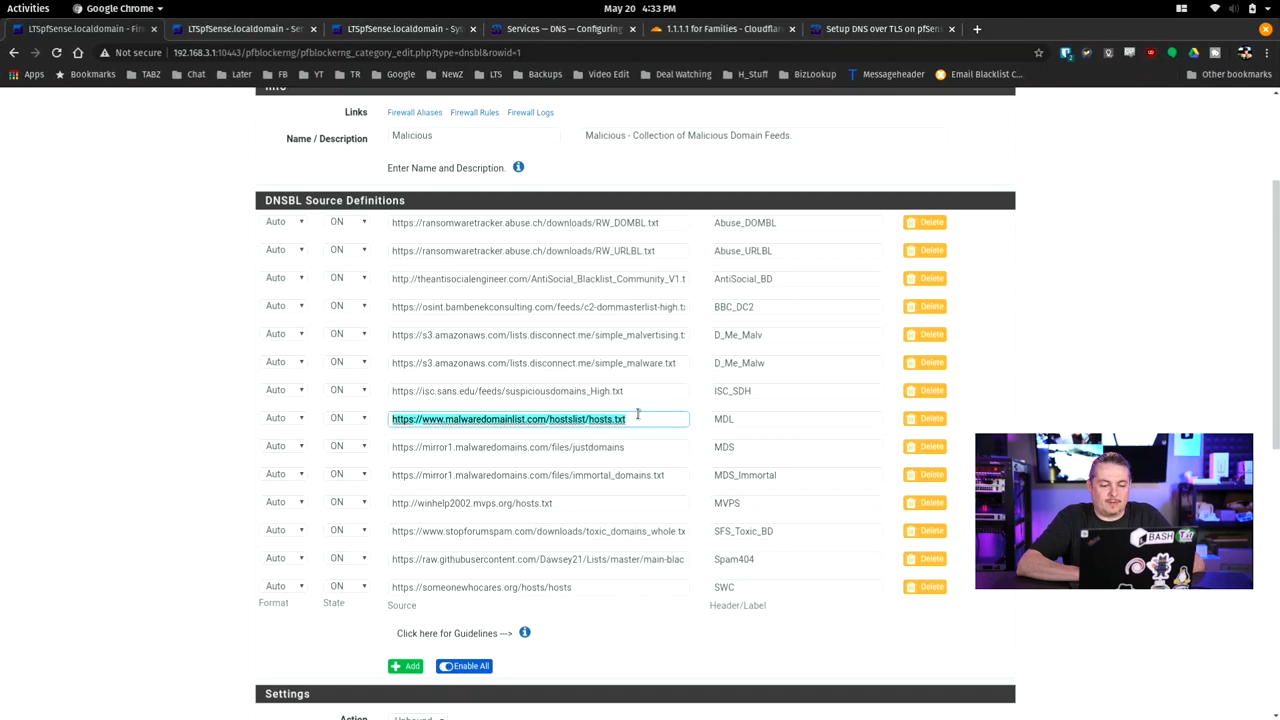 Activities
Google Chrome
May 20 4:33 PM
LTSpfSense.localdomain - Fire
LTSpfSense.localdomain - Ser
LTSpfSense.localdomain - Sys
Services — DNS — Configuring
1.1.1.1 for Families - Cloudflar
Setup DNS over TLS on pfSens
Not secure 192.168.3.1:10443/pfblockerng/pfblockerng_category_edit.php?type=dnsbl&rowid=1
Apps Bookmarks TABZ Chat Later FB YT TR Google NewZ LTS Backups Video Edit Deal Watching H_Stuff BizLookup Messageheader Email Blacklist C... Other bookmarks
Links Firewall Aliases Firewall Rules Firewall Logs
Name / Description Malicious Malicious - Collection of Malicious Domain Feeds.
Enter Name and Description.
DNSBL Source Definitions
Auto ON https://ransomwaretracker.abuse.ch/downloads/RW_DOMBL.txt Abuse_DOMBL Delete
Auto ON https://ransomwaretracker.abuse.ch/downloads/RW_URLBL.txt Abuse_URLBL Delete
Auto ON http://theantisocialengineer.com/AntiSocial_Blacklist_Community_V1.t AntiSocial_BD Delete
Auto ON https://osint.bambenekconsulting.com/feeds/c2-dommasterlist-high.t BBC_DC2 Delete
Auto ON https://s3.amazonaws.com/lists.disconnect.me/simple_malvertising.t D_Me_Malv Delete
Auto ON https://s3.amazonaws.com/lists.disconnect.me/simple_malware.txt D_Me_Malw Delete
Auto ON https://isc.sans.edu/feeds/suspiciousdomains_High.txt ISC_SDH Delete
Auto ON https://www.malwaredomainlist.com/hostslist/hosts.txt MDL Delete
Auto ON https://mirror1.malwaredomains.com/files/justdomains MDS Delete
Auto ON https://mirror1.malwaredomains.com/files/immortal_domains.txt MDS_Immortal Delete
Auto ON http://winhelp2002.mvps.org/hosts.txt MVPS Delete
Auto ON https://www.stopforumspam.com/downloads/toxic_domains_whole.tx SFS_Toxic_BD Delete
Auto ON https://raw.githubusercontent.com/Dawsey21/Lists/master/main-blac Spam404 Delete
Auto ON https://someonewhocares.org/hosts/hosts SWC Delete
Format State Source Header/Label
Click here for Guidelines --->
Add Enable All
Settings
Action Unbound
BASH